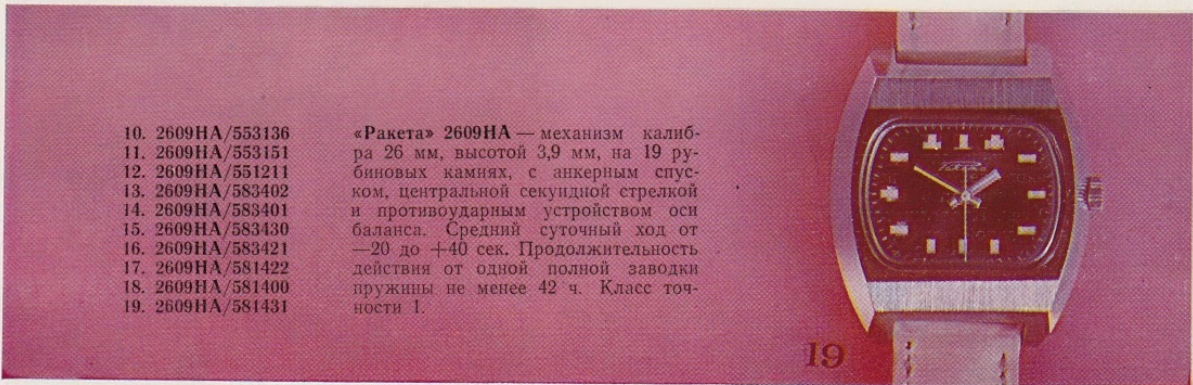 10. 2609НА/553136
11. 2609НА/553151
12. 2609НА/551211
13. 2609НА/583402
14. 2609НА/583401
15. 2609НА/583430
16. 2609НА/583421
17. 2609НА/581422
18. 2609НА/581400
19. 2609НА/581431
«Ракета» 2609НА — механизм калиб-
ра 26 мм, высотой 3,9 мм, на 19 ру-
биновых камнях, с анкерным спус-
ком, центральной секундной стрелкой
и противоударным устройством оси
баланса. Средний суточный ход от
—20 до +40 сек. Продолжительность
действия от одной полной заводки
пружины не менее 42 ч. Класс точ-
ности 1.
19